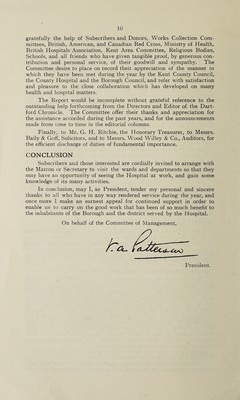 10
gratefully the help of Subscribers and Donors, Works Collection Com-
mittees, British, American, and Canadian Red Cross, Ministry of Health,
British Hospitals Association, Kent Area Committee, Religious Bodies,
Schools, and all friends who have given tangible proof, by generous con-
tribution and personal service, of their goodwill and sympathy. The
Committee desire to place on record their appreciation of the manner in
which they have been met during the year by the Kent County Council,
the County Hospital and the Borough Council, and refer with satisfaction
and pleasure to the close collaboration which has developed on many
health and hospital matters.
The Report would be incomplete without grateful reference to the
outstanding help forthcoming from the Directors and Editor of the Dart-
ford Chronicle. The Committee offer their thanks and appreciation for
the assistance accorded during the past years, and for the announcements
made from time to time in the editorial columns.
Finally, to Mr. G. H. Ritchie, the Honorary Treasurer, to Messrs.
Baily & Goff, Solicitors, and to Messrs. Wood Willey & Co., Auditors, for
the efficient discharge of duties of fundamental importance.
CONCLUSION
Subscribers and those interested are cordially invited to arrange with
the Matron or Secretary to visit the wards and departments so that they
may have an opportunity of seeing the Hospital at work, and gain some
knowledge of its many activities.
In conclusion, may I, as President, tender my personal and sincere
thanks to all who have in any way rendered service during the year, and
once more I make an earnest appeal for continued support in order to
enable us to carry on the good work that has been of so much benefit to
the inhabitants of the Borough and the district served by the Hospital.
On behalf of the Committee of Management,
V. A. Patterson
President.